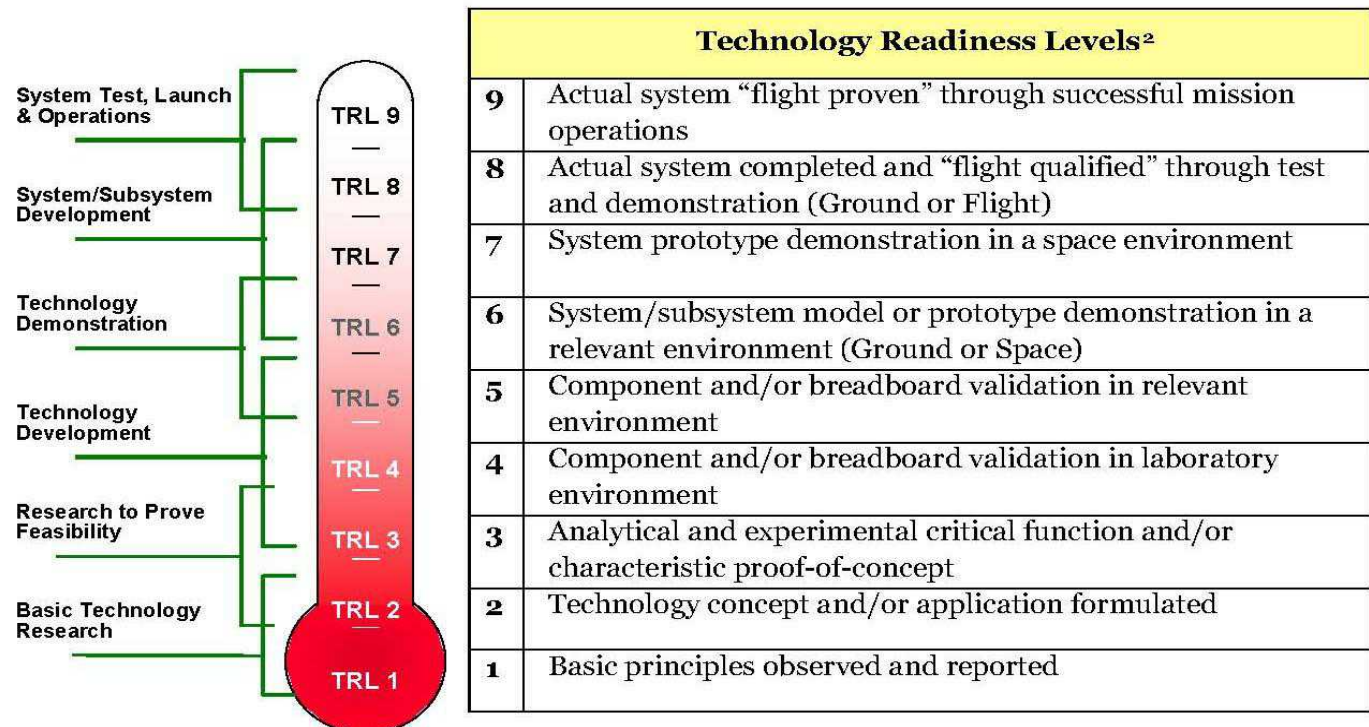 System Test, Launch
& Operations
System/Subsystem
Development
Technology
Demonstration
Technology
Development
Research to Prove
Feasibility
Basic Technology
Research
TRL 9
TRL 8
TRL 7
TRL 6
TRL 5
TRL 4
TRL 3
TRL 2
TRL 1
Technology Readiness Levels²
9 Actual system “flight proven” through successful mission
operations
8 Actual system completed and “flight qualified” through test
and demonstration (Ground or Flight)
7 System prototype demonstration in a space environment
6 System/subsystem model or prototype demonstration in a
relevant environment (Ground or Space)
5 Component and/or breadboard validation in relevant
environment
4 Component and/or breadboard validation in laboratory
environment
3 Analytical and experimental critical function and/or
characteristic proof-of-concept
2 Technology concept and/or application formulated
1 Basic principles observed and reported